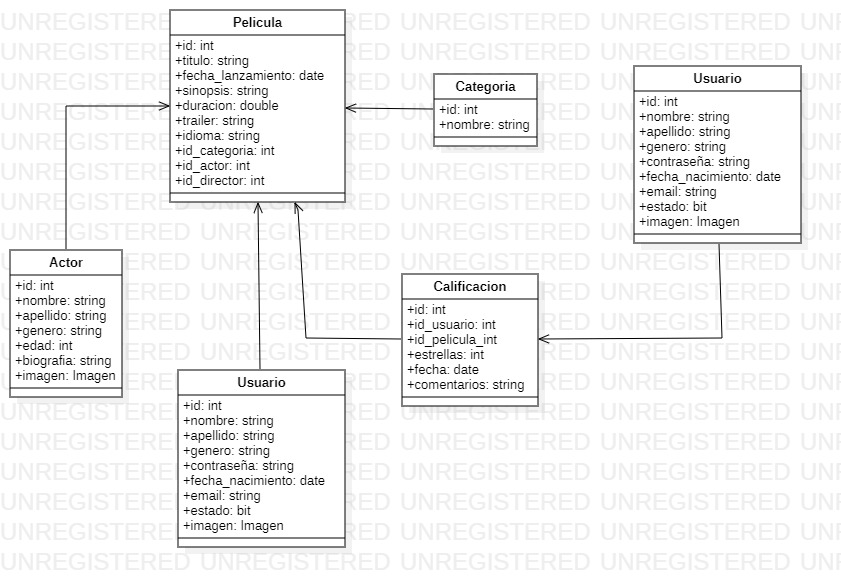 Pelicula
+id: int
+titulo: string
+fecha_lanzamiento: date
+sinopsis: string
+duracion: double
+trailer: string
+idioma: string
+id_categoria: int
+id_actor: int
+id_director: int
Categoria
+id: int
+nombre: string
Usuario
+id: int
+nombre: string
+apellido: string
+genero: string
+contraseña: string
+fecha_nacimiento: date
+email: string
+estado: bit
+imagen: Imagen
Actor
+id: int
+nombre: string
+apellido: string
+genero: string
+edad: int
+biografia: string
+imagen: Imagen
Calificacion
+id: int
+id_usuario: int
+id_pelicula_int
+estrellas: int
+fecha: date
+comentarios: string
Usuario
+id: int
+nombre: string
+apellido: string
+genero: string
+contraseña: string
+fecha_nacimiento: date
+email: string
+estado: bit
+imagen: Imagen
UNREGISTERED